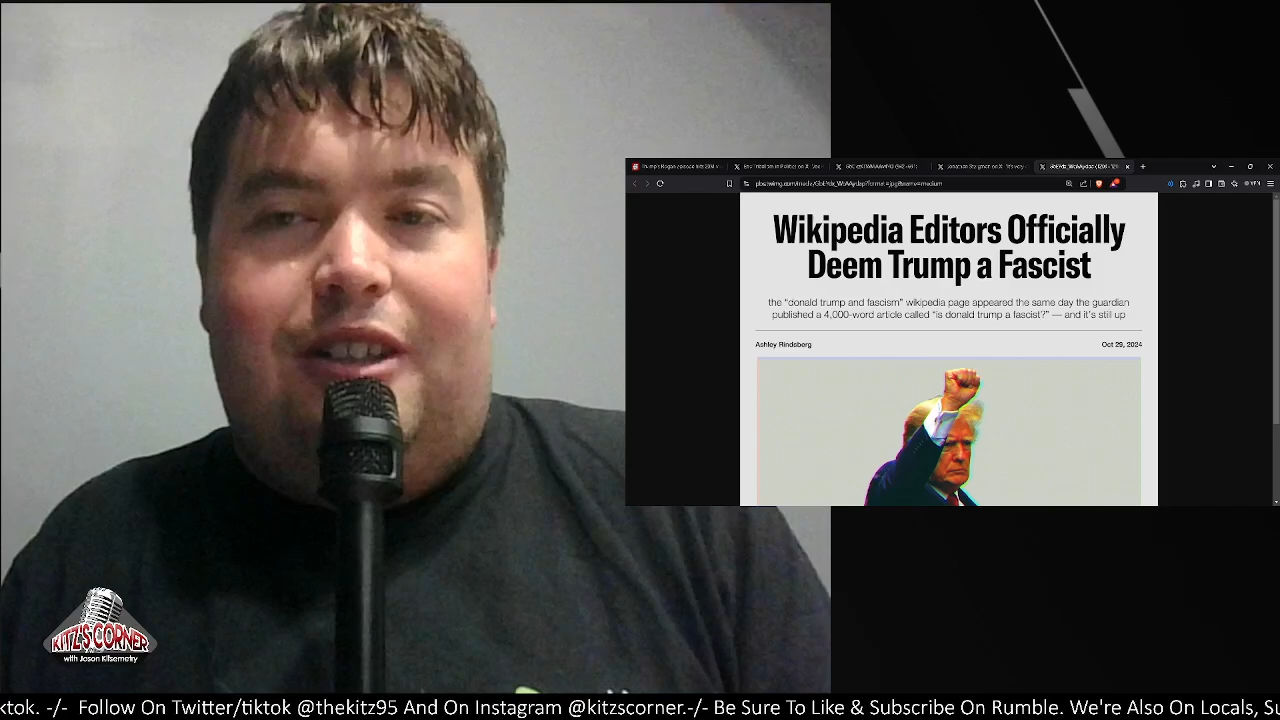 Wikipedia Editors Officially
Deem Trump a Fascist
the “donald trump and fascism” wikipedia page appeared the same day the guardian
published a 4,000-word article called “is donald trump a fascist?” — and it's still up
Ashley Rindsberg
Oct 29, 2024
KITZ'S CORNER
with Jason Kitsemetry
ktok. -/- Follow On Twitter/tiktok @thekitz95 And On Instagram @kitzscorner.-/- Be Sure To Like & Subscribe On Rumble. We're Also On Locals, Su